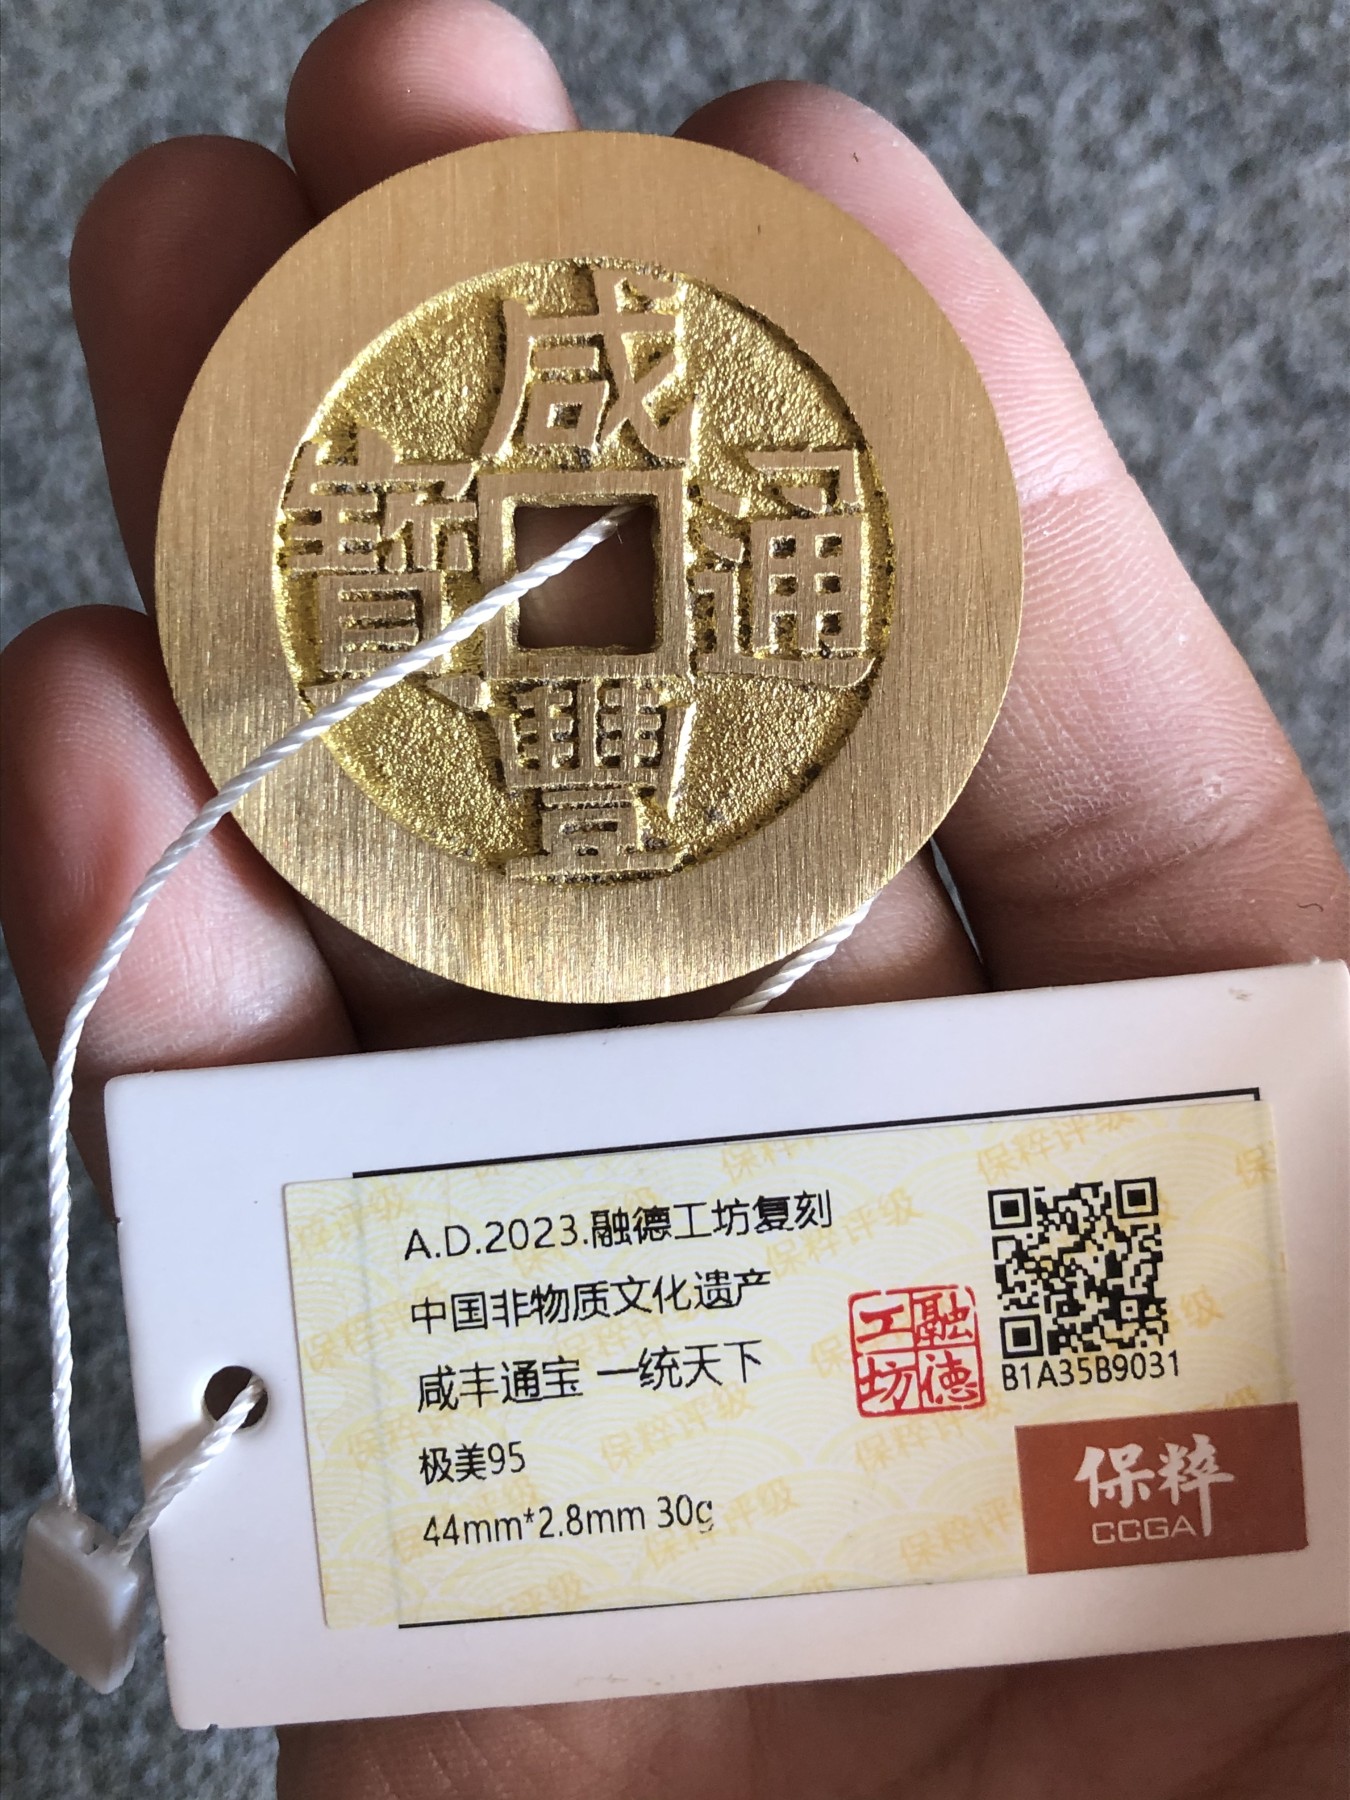 咸
豐
通
寶
A.D.2023.融德工坊复刻
中国非物质文化遗产
咸丰通宝 一统天下
极美95
44mm*2.8mm 30g
融德
工坊
B1A35B9031
保粹
CCGA
保粹评级